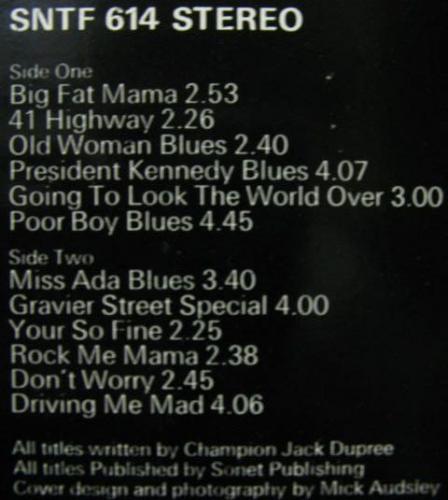 SNTF 614 STEREO
Side One
Big Fat Mama 2.53
41 Highway 2.26
Old Woman Blues 2.40
President Kennedy Blues 4.07
Going To Look The World Over 3.00
Poor Boy Blues 4.45
Side Two
Miss Ada Blues 3.40
Gravier Street Special 4.00
Your So Fine 2.25
Rock Me Mama 2.38
Don't Worry 2.45
Driving Me Mad 4.06
All titles written by Champion Jack Dupree
All titles Published by Sonet Publishing
Cover design and photography by Mick Audsley